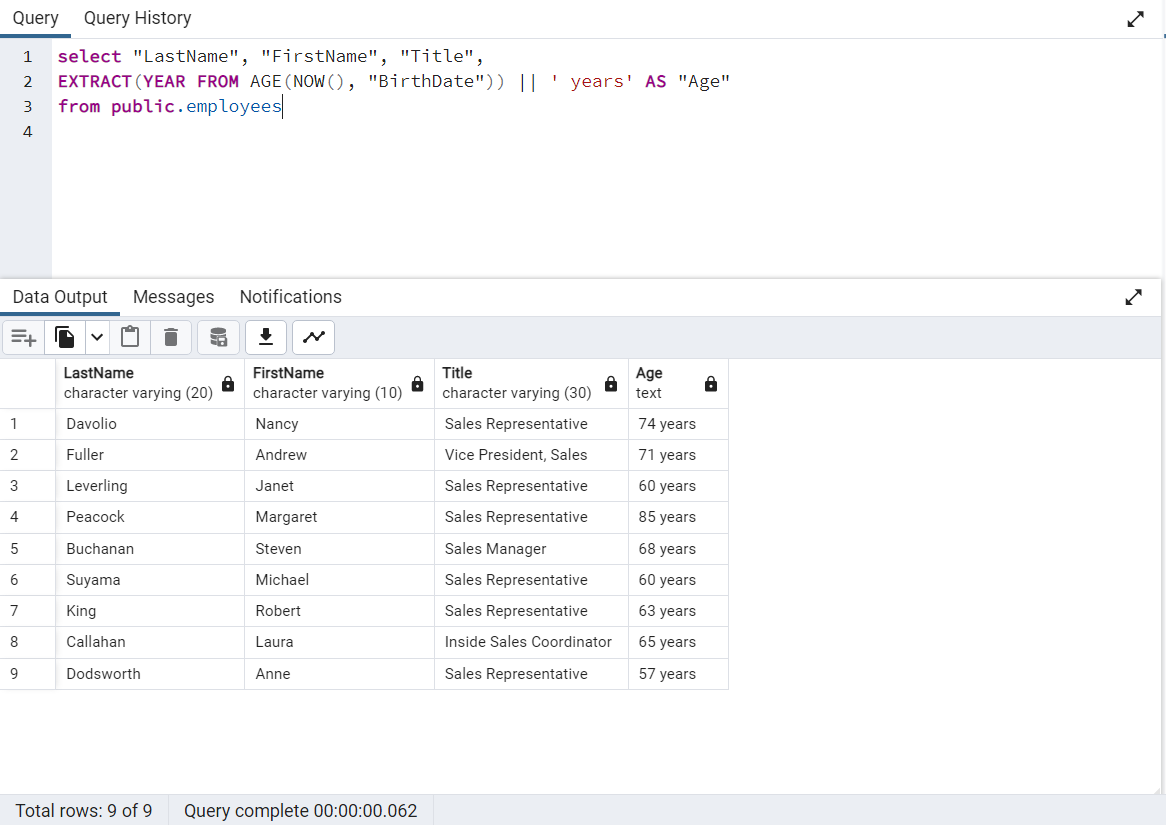 Query Query History
1 select "LastName", "FirstName", "Title",
2 EXTRACT(YEAR FROM AGE(NOW(), "BirthDate")) || ' years' AS "Age"
3 from public.employees
4
Data Output Messages Notifications
LastName FirstName Title Age
character varying (20) character varying (10) character varying (30) text
1 Davolio Nancy Sales Representative 74 years
2 Fuller Andrew Vice President, Sales 71 years
3 Leverling Janet Sales Representative 60 years
4 Peacock Margaret Sales Representative 85 years
5 Buchanan Steven Sales Manager 68 years
6 Suyama Michael Sales Representative 60 years
7 King Robert Sales Representative 63 years
8 Callahan Laura Inside Sales Coordinator 65 years
9 Dodsworth Anne Sales Representative 57 years
Total rows: 9 of 9 Query complete 00:00:00.062